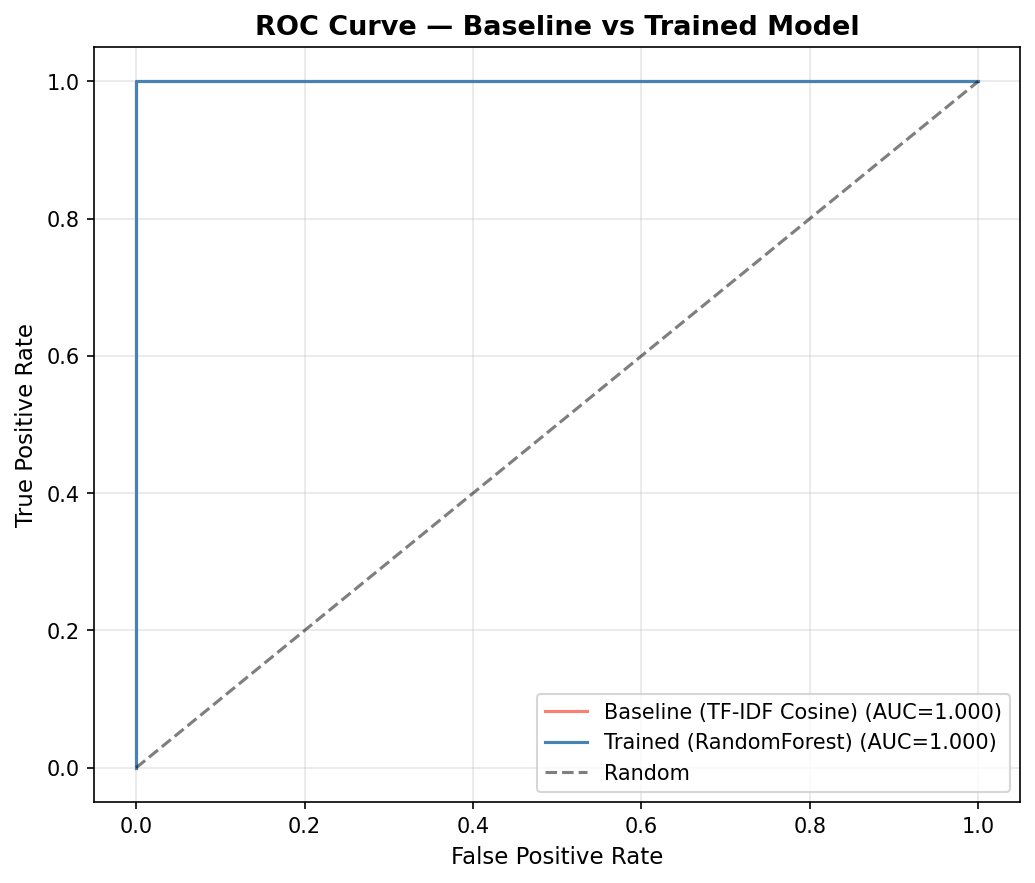 ROC Curve — Baseline vs Trained Model
True Positive Rate
1.0
0.8
0.6
0.4
0.2
0.0
Baseline (TF-IDF Cosine) (AUC=1.000)
Trained (RandomForest) (AUC=1.000)
Random
0.0 0.2 0.4 0.6 0.8 1.0
False Positive Rate